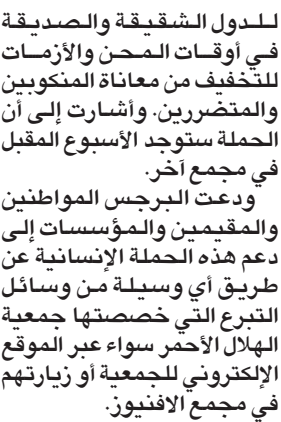 للدول الشقيقة والصديقة
في أوقات المحن والأزمات
للتخفيف من معاناة المنكوبين
والمتضررين. وأشارت إلى أن
الحملة ستوجد الأسبوع المقبل
في مجمع آخر.
ودعت البرجس المواطنين
والمقيمين والمؤسسات إلى
دعم هذه الحملة الإنسانية عن
طريق أي وسيلة من وسائل
التبرع التي خصصتها جمعية
الهلال الأحمر سواء عبر الموقع
الإلكتروني للجمعية أو زيارتهم
في مجمع الافنيوز.